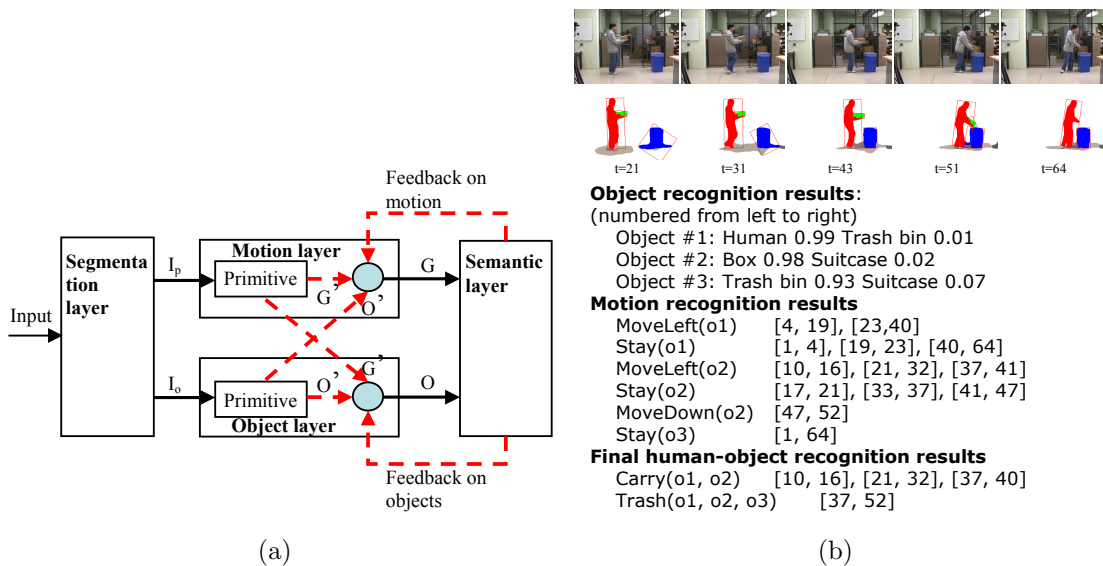 Feedback on
motion
Segmenta
tion layer
Motion layer
Semantic
layer
I_p
Primitive
G'
O'
G
Input
I_o
Primitive
O'
G'
O
Object layer
Feedback on
objects
(a)
t=21
t=31
t=43
t=51
t=64
Object recognition results:
(numbered from left to right)
Object #1: Human 0.99 Trash bin 0.01
Object #2: Box 0.98 Suitcase 0.02
Object #3: Trash bin 0.93 Suitcase 0.07
Motion recognition results
MoveLeft(o1) [4, 19], [23,40]
Stay(o1) [1, 4], [19, 23], [40, 64]
MoveLeft(o2) [10, 16], [21, 32], [37, 41]
Stay(o2) [17, 21], [33, 37], [41, 47]
MoveDown(o2) [47, 52]
Stay(o3) [1, 64]
Final human-object recognition results
Carry(o1, o2) [10, 16], [21, 32], [37, 40]
Trash(o1, o2, o3) [37, 52]
(b)